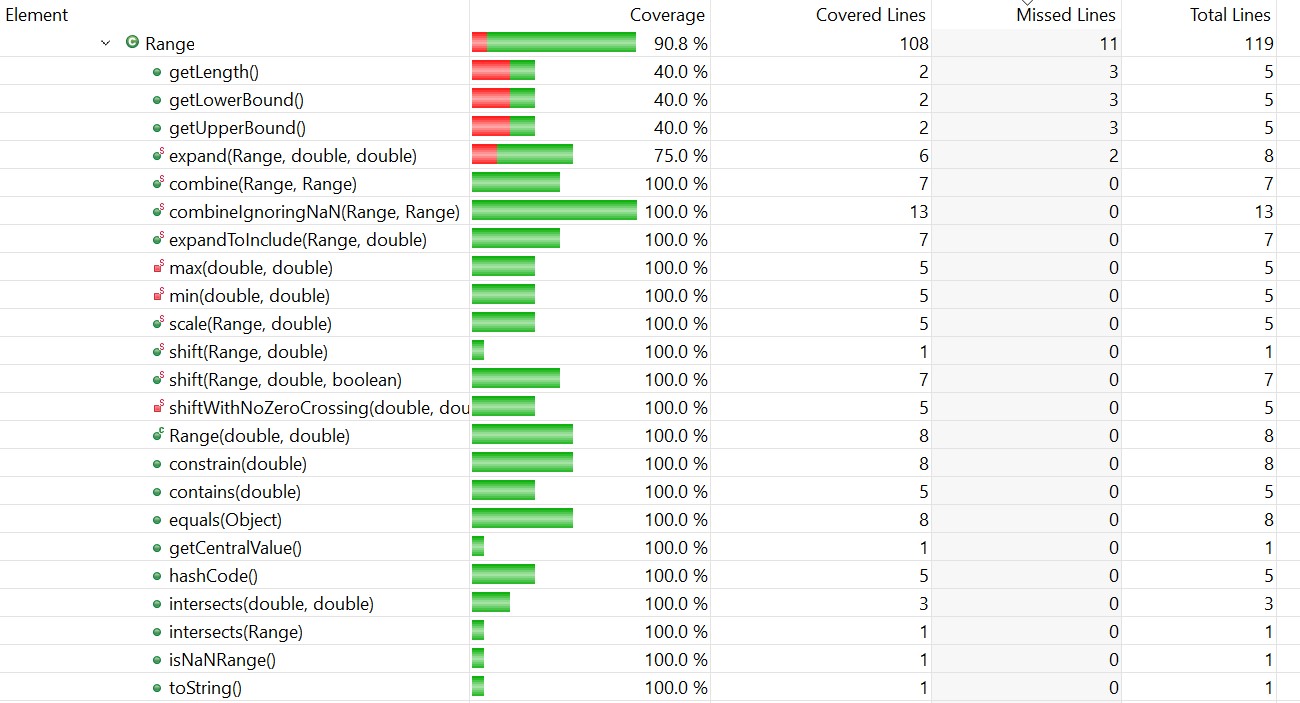 Element Coverage Covered Lines Missed Lines Total Lines
Range 90.8 % 108 11 119
getLength() 40.0 % 2 3 5
getLowerBound() 40.0 % 2 3 5
getUpperBound() 40.0 % 2 3 5
expand(Range, double, double) 75.0 % 6 2 8
combine(Range, Range) 100.0 % 7 0 7
combineIgnoringNaN(Range, Range) 100.0 % 13 0 13
expandToInclude(Range, double) 100.0 % 7 0 7
max(double, double) 100.0 % 5 0 5
min(double, double) 100.0 % 5 0 5
scale(Range, double) 100.0 % 5 0 5
shift(Range, double) 100.0 % 1 0 1
shift(Range, double, boolean) 100.0 % 7 0 7
shiftWithNoZeroCrossing(double, dou 100.0 % 5 0 5
Range(double, double) 100.0 % 8 0 8
constrain(double) 100.0 % 8 0 8
contains(double) 100.0 % 5 0 5
equals(Object) 100.0 % 8 0 8
getCentralValue() 100.0 % 1 0 1
hashCode() 100.0 % 5 0 5
intersects(double, double) 100.0 % 3 0 3
intersects(Range) 100.0 % 1 0 1
isNaNRange() 100.0 % 1 0 1
toString() 100.0 % 1 0 1